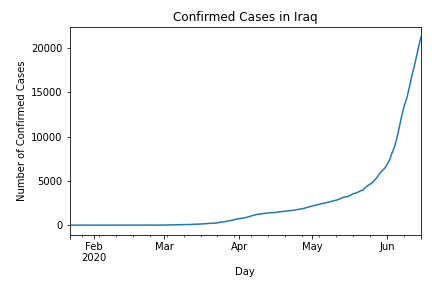 Confirmed Cases in Iraq
Number of Confirmed Cases
20000
15000
10000
5000
0
Feb Mar Apr May Jun
2020
Day